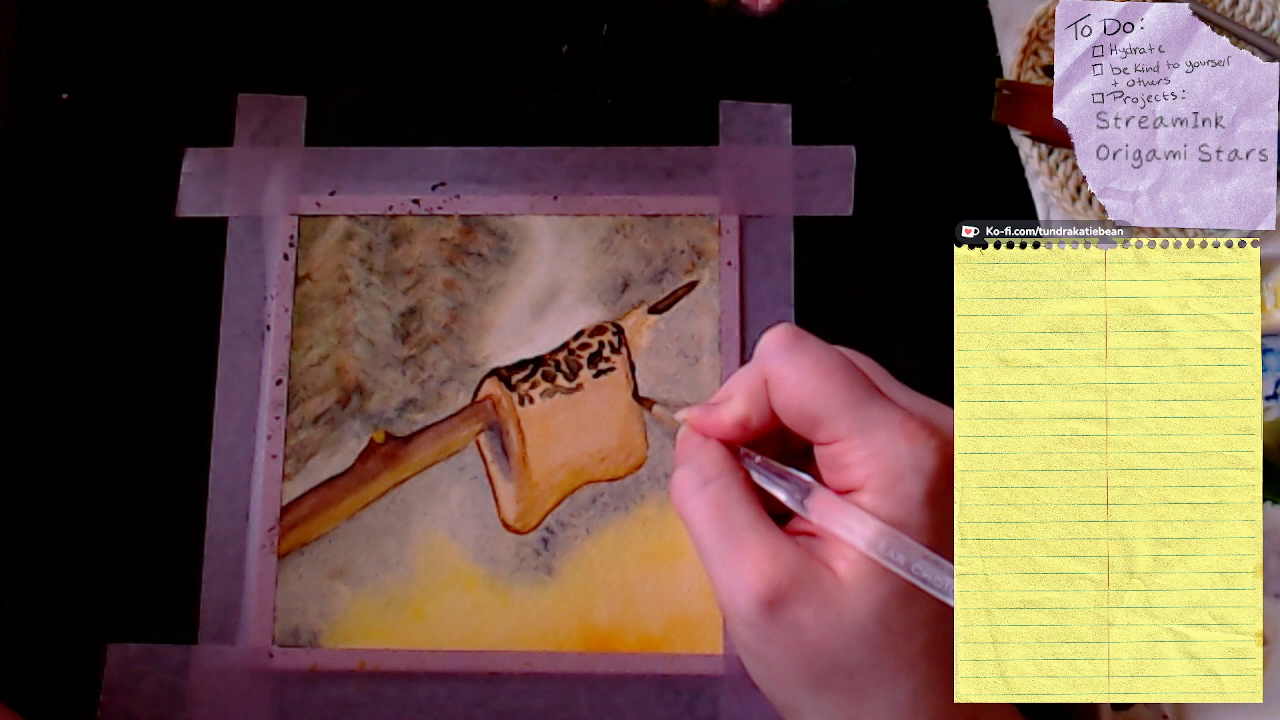 To Do:
Hydrate
be kind to yourself
+ others
Projects:
StreamInk
Origami Stars
Ko-fi.com/tundrakatiebean